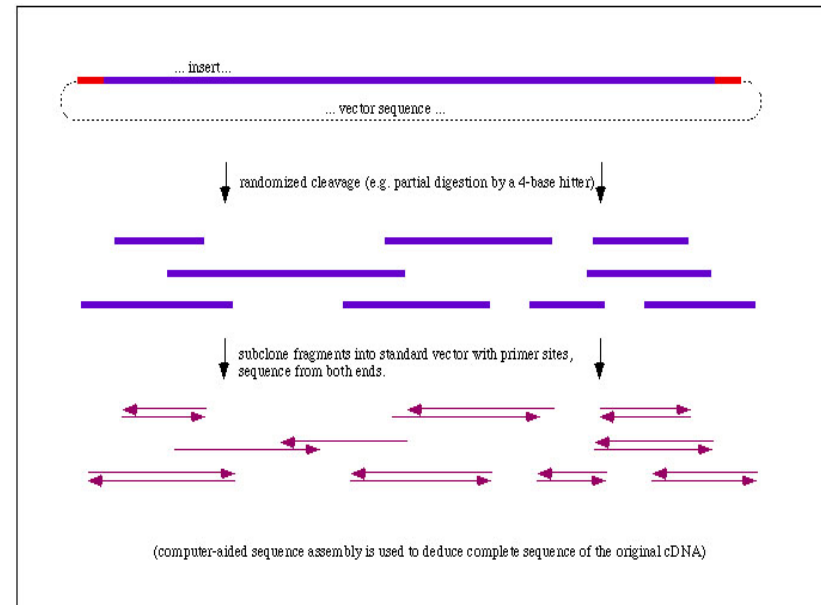 ... insert...
... vector sequence ...
randomized cleavage (e.g. partial digestion by a 4-base hitter)
subclone fragments into standard vector with primer sites,
sequence from both ends.
(computer-aided sequence assembly is used to deduce complete sequence of the original cDNA)